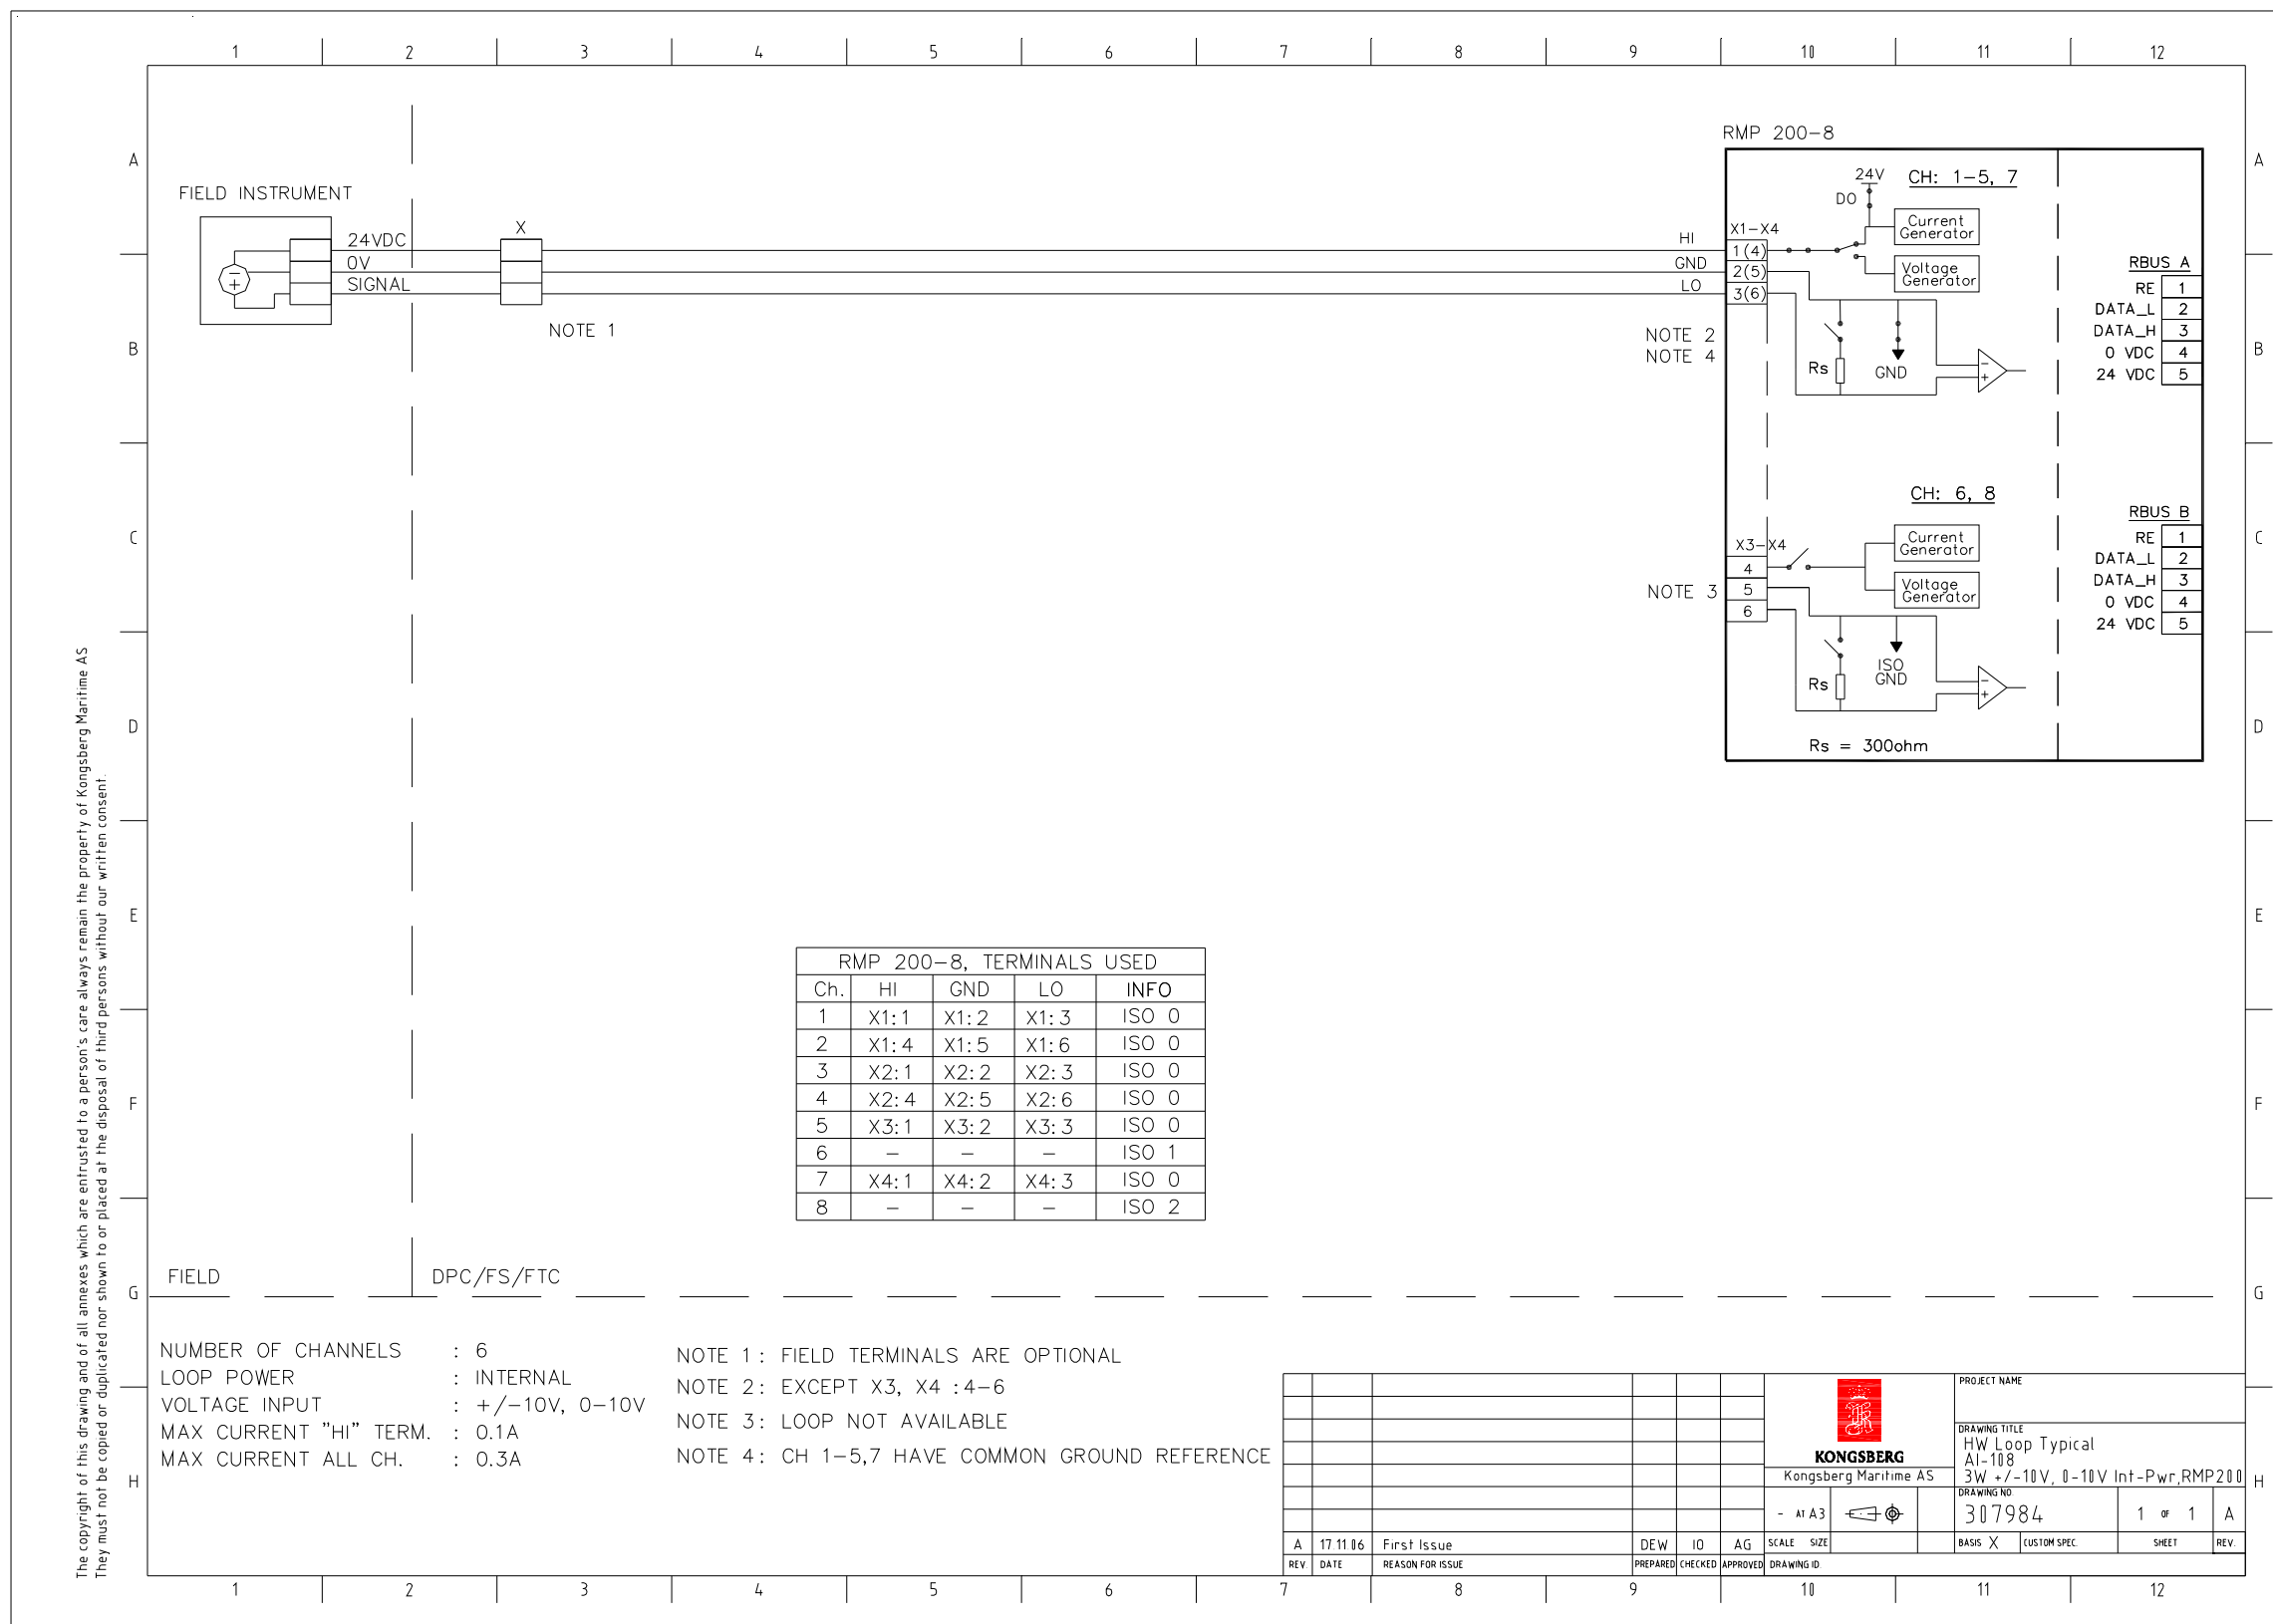 1 2 3 4 5 6 7 8 9 10 11 12
A A
B B
C C
D D
E E
F F
G G
H H
The copyright of this drawing and of all annexes which are entrusted to a person's care always remain the property of Kongsberg Maritime AS
They must not be copied or duplicated nor shown to or placed at the disposal of third persons without our written consent.
FIELD INSTRUMENT
24VDC
0V
SIGNAL
X
NOTE 1
RMP 200-8
HI
GND
LO
NOTE 2
NOTE 4
X1-X4
1(4)
2(5)
3(6)
24V
DO
CH: 1-5, 7
Current
Generator
Voltage
Generator
Rs
GND
-
+
RBUS A
RE 1
DATA_L 2
DATA_H 3
0 VDC 4
24 VDC 5
CH: 6, 8
NOTE 3
X3-X4
4
5
6
Current
Generator
Voltage
Generator
Rs
ISO
GND
-
+
Rs = 300ohm
RBUS B
RE 1
DATA_L 2
DATA_H 3
0 VDC 4
24 VDC 5
RMP 200-8, TERMINALS USED
Ch. HI GND LO INFO
1 X1:1 X1:2 X1:3 ISO 0
2 X1:4 X1:5 X1:6 ISO 0
3 X2:1 X2:2 X2:3 ISO 0
4 X2:4 X2:5 X2:6 ISO 0
5 X3:1 X3:2 X3:3 ISO 0
6 - - - ISO 1
7 X4:1 X4:2 X4:3 ISO 0
8 - - - ISO 2
FIELD
DPC/FS/FTC
NUMBER OF CHANNELS : 6
LOOP POWER : INTERNAL
VOLTAGE INPUT : +/-10V, 0-10V
MAX CURRENT "HI" TERM. : 0.1A
MAX CURRENT ALL CH. : 0.3A
NOTE 1: FIELD TERMINALS ARE OPTIONAL
NOTE 2: EXCEPT X3, X4 :4-6
NOTE 3: LOOP NOT AVAILABLE
NOTE 4: CH 1-5,7 HAVE COMMON GROUND REFERENCE
A 17.11.06 First Issue DEW IO AG
REV. DATE REASON FOR ISSUE PREPARED CHECKED APPROVED
KONGSBERG
Kongsberg Maritime AS
- AT A3
SCALE SIZE
DRAWING ID.
PROJECT NAME
DRAWING TITLE
HW Loop Typical
AI-108
3W +/-10V, 0-10V Int-Pwr,RMP200
DRAWING NO.
307984 1 OF 1 A
BASIS X CUSTOM SPEC. SHEET REV.
1 2 3 4 5 6 7 8 9 10 11 12